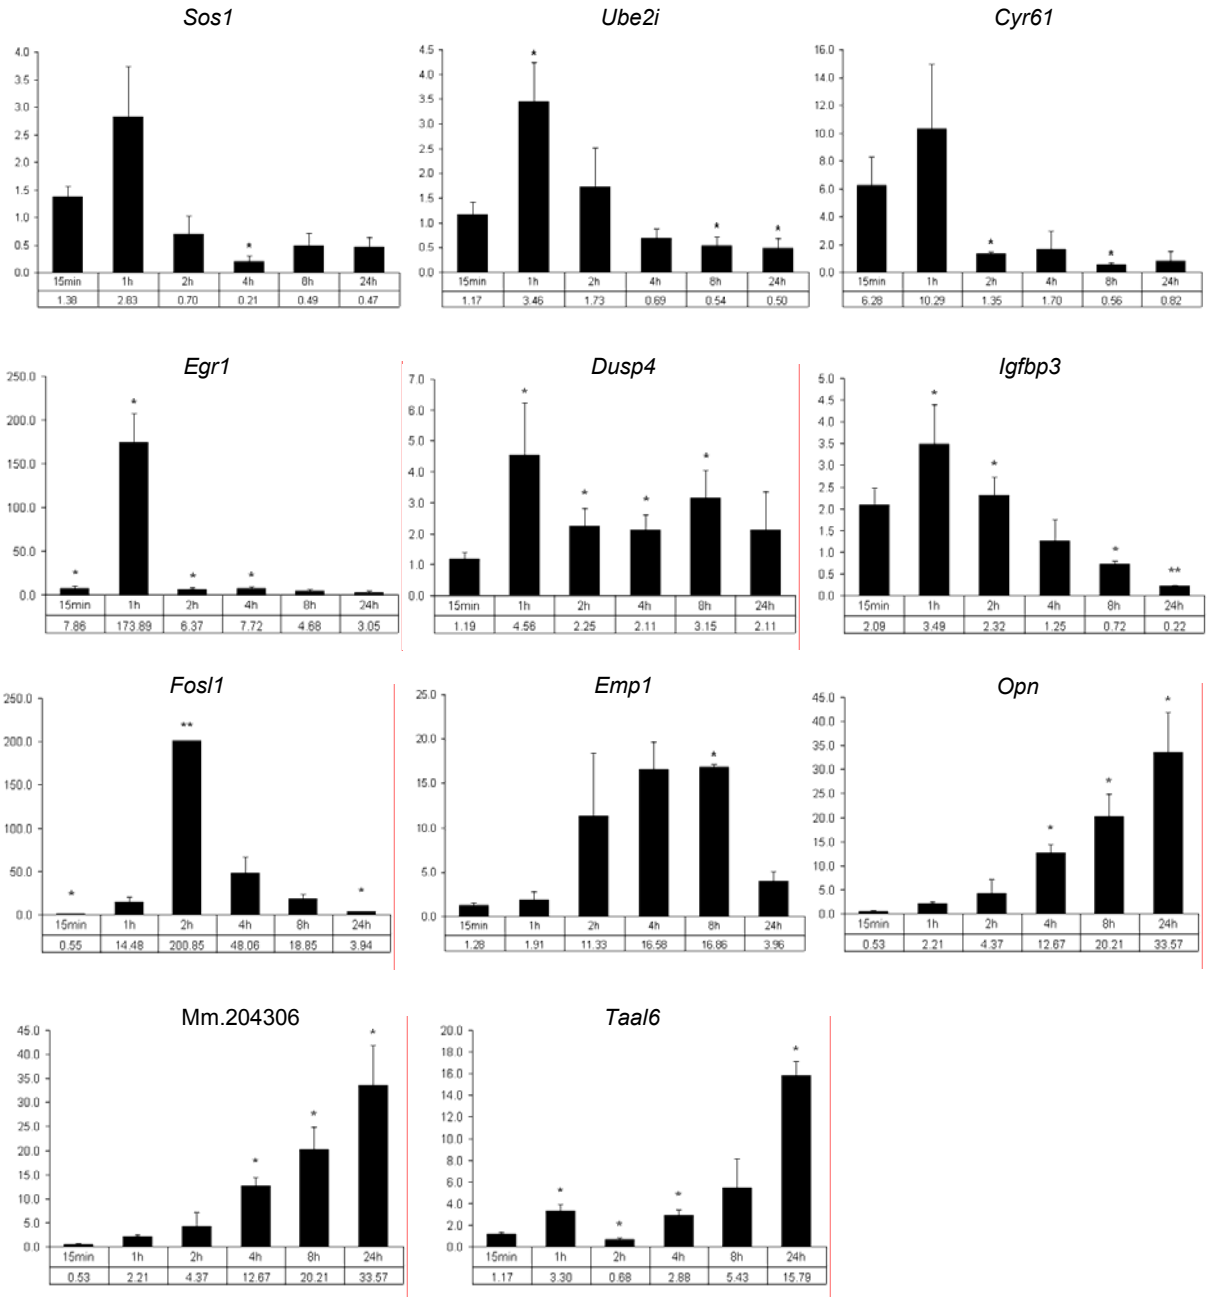 Sos1
4.0
3.5
3.0
2.5
2.0
1.5
1.0
0.5
0.0
*
15min 1h 2h 4h 8h 24h
1.38 2.83 0.70 0.21 0.49 0.47
Ube2i
4.5
4.0
3.5
3.0
2.5
2.0
1.5
1.0
0.5
0.0
* * *
15min 1h 2h 4h 8h 24h
1.17 3.46 1.73 0.69 0.54 0.50
Cyr61
16.0
14.0
12.0
10.0
8.0
6.0
4.0
2.0
0.0
* *
15min 1h 2h 4h 8h 24h
6.28 10.29 1.35 1.70 0.56 0.82
Egr1
250.0
200.0
150.0
100.0
50.0
0.0
* * * *
15min 1h 2h 4h 8h 24h
7.86 173.89 6.37 7.72 4.68 3.05
Dusp4
7.0
6.0
5.0
4.0
3.0
2.0
1.0
0.0
* * * *
15min 1h 2h 4h 8h 24h
1.19 4.56 2.25 2.11 3.15 2.11
Igfbp3
5.0
4.5
4.0
3.5
3.0
2.5
2.0
1.5
1.0
0.5
0.0
* * * **
15min 1h 2h 4h 8h 24h
2.09 3.49 2.32 1.25 0.72 0.22
Fosl1
250.0
200.0
150.0
100.0
50.0
0.0
* ** *
15min 1h 2h 4h 8h 24h
0.55 14.48 200.85 48.06 18.85 3.94
Emp1
25.0
20.0
15.0
10.0
5.0
0.0
*
15min 1h 2h 4h 8h 24h
1.28 1.91 11.33 16.58 16.86 3.96
Opn
45.0
40.0
35.0
30.0
25.0
20.0
15.0
10.0
5.0
0.0
* * *
15min 1h 2h 4h 8h 24h
0.53 2.21 4.37 12.67 20.21 33.57
Mm.204306
45.0
40.0
35.0
30.0
25.0
20.0
15.0
10.0
5.0
0.0
* * *
15min 1h 2h 4h 8h 24h
0.53 2.21 4.37 12.67 20.21 33.57
Taal6
20.0
18.0
16.0
14.0
12.0
10.0
8.0
6.0
4.0
2.0
0.0
* * * *
15min 1h 2h 4h 8h 24h
1.17 3.30 0.68 2.88 5.43 15.79